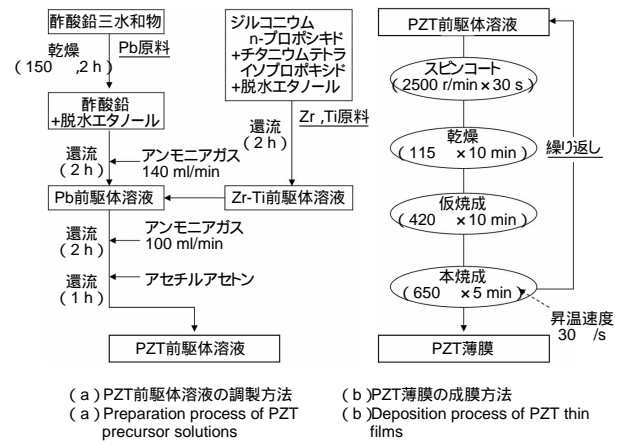 酢酸鉛三水和物
乾燥
(150　,2 h)
Pb原料
酢酸鉛
+脱水エタノール
還流
(2 h)
アンモニアガス
140 ml/min
Pb前駆体溶液
還流
(2 h)
アンモニアガス
100 ml/min
還流
(1 h)
アセチルアセトン
PZT前駆体溶液
ジルコニウム
n-プロポシキド
+チタニウムテトラ
イソプロポキシド
+脱水エタノール
還流
(2 h)
Zr ,Ti原料
Zr-Ti前駆体溶液
(a)PZT前駆体溶液の調製方法
(a)Preparation process of PZT
precursor solutions
PZT前駆体溶液
スピンコート
(2500 r/min×30 s)
乾燥
(115　×10 min)
繰り返し
仮焼成
(420　×10 min)
本焼成
(650　×5 min)
昇温速度
30　/s
PZT薄膜
(b)PZT薄膜の成膜方法
(b)Deposition process of PZT thin
films